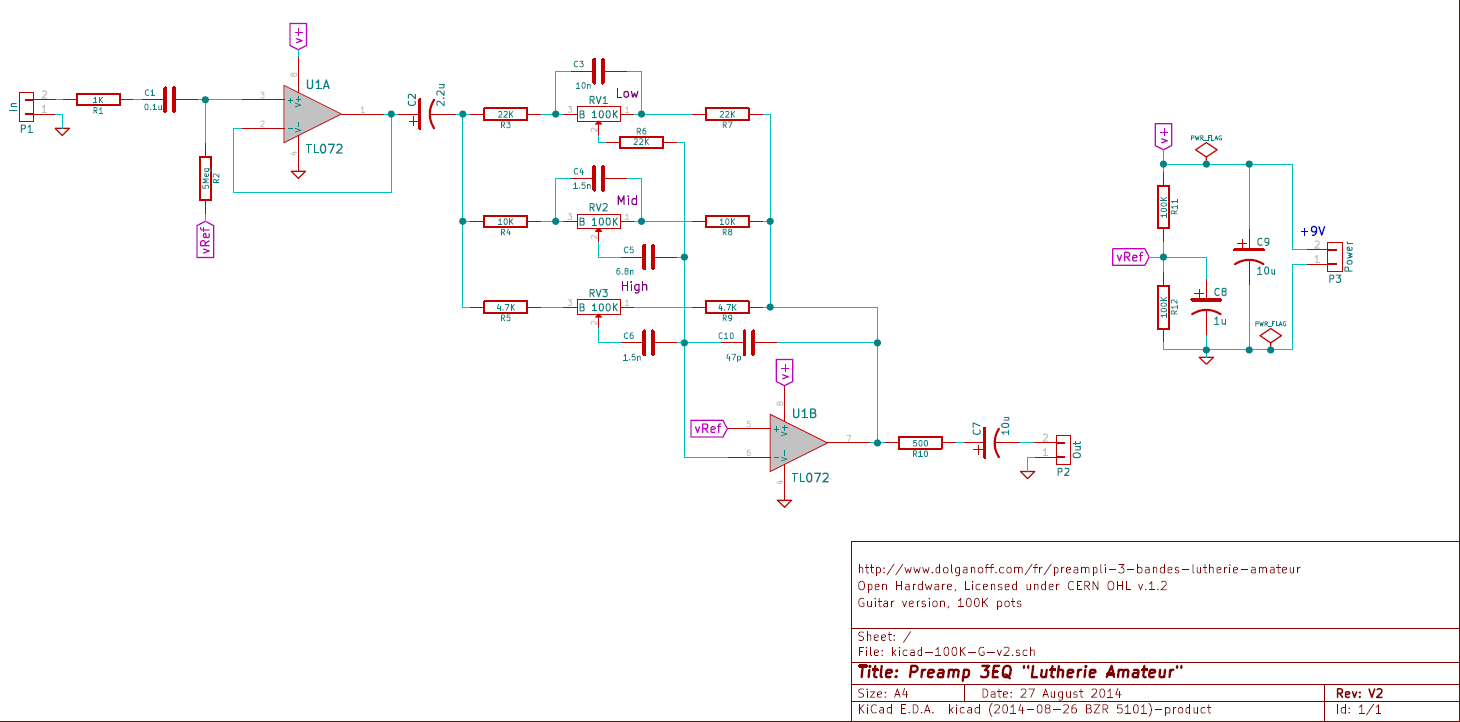 v+
U1A
8
In
2
1
P1
1K
R1
C1
0.1u
3
2
1
+
V+
V-
4
TL072
5Meg
R2
vRef
C2
2.2u
+
C3
10n
Low
22K
R3
3
RV1
B 100K
1
2
R6
22K
22K
R7
C4
1.5n
Mid
10K
R4
3
RV2
B 100K
1
2
10K
R8
C5
6.8n
High
4.7K
R5
3
RV3
B 100K
1
2
4.7K
R9
C6
1.5n
C10
47p
v+
8
U1B
vRef
5
6
+
V+
V-
4
7
TL072
500
R10
C7
10u
+
2
1
Out
P2
v+
PWR_FLAG
100K
R11
vRef
100K
R12
+
C8
1u
+
C9
10u
PWR_FLAG
+9V
2
1
Power
P3
http://www.dolganoff.com/fr/preampli-3-bandes-lutherie-amateur
Open Hardware, Licensed under CERN OHL v.1.2
Guitar version, 100K pots
Sheet: /
File: kicad-100K-G-v2.sch
Title: Preamp 3EQ "Lutherie Amateur"
Size: A4
Date: 27 August 2014
Rev: V2
KiCad E.D.A. kicad (2014-08-26 BZR 5101)-product
Id: 1/1